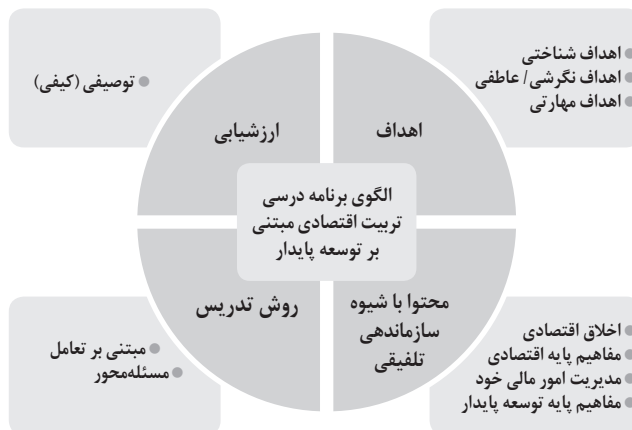 اهداف شناختی
اهداف نگرشی/ عاطفی
اهداف مهارتی
توصیفی (کیفی)
اهداف
ارزشیابی
الگوی برنامه درسی
تربیت اقتصادی مبتنی
بر توسعه پایدار
محتوا با شیوه
سازماندهی
تلفیقی
روش تدریس
اخلاق اقتصادی
مفاهیم پایه اقتصادی
مدیریت امور مالی خود
مفاهیم پایه توسعه پایدار
مبتنی بر تعامل
مسئله‌محور